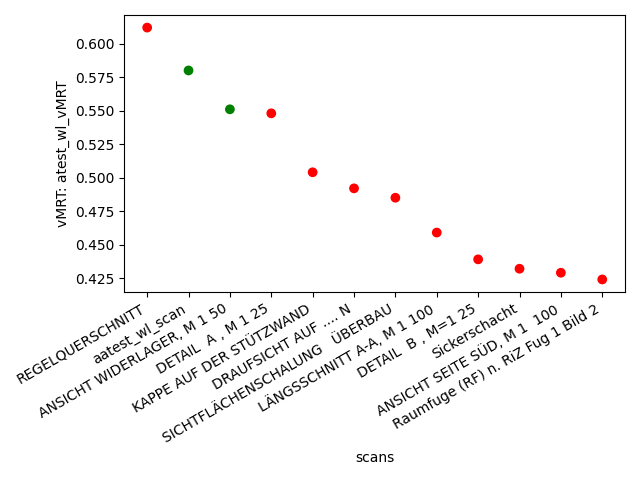 0.600
0.575
0.550
0.525
0.500
0.475
0.450
0.425
vMRT: atest_wl_vMRT
REGELQUERSCHNITT
aatest_wl_scan
ANSICHT WIDERLAGER, M 1 50
DETAIL  A , M 1 25
KAPPE AUF DER STÜTZWAND
DRAUFSICHT AUF .... N
SICHTFLÄCHENSCHALUNG   ÜBERBAU
LÄNGSSCHNITT A-A, M 1 100
DETAIL  B , M=1 25
Sickerschacht
ANSICHT SEITE SÜD, M 1  100
Raumfuge (RF) n. RiZ Fug 1 Bild 2
scans